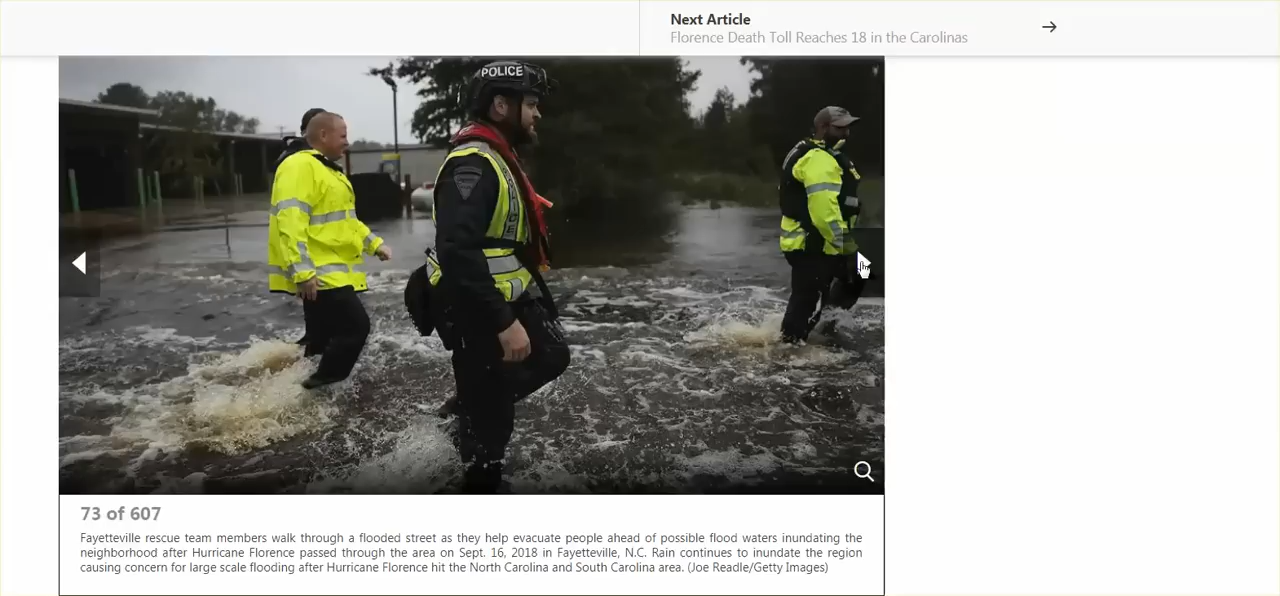 Next Article
Florence Death Toll Reaches 18 in the Carolinas
POLICE
POLICE
73 of 607
Fayetteville rescue team members walk through a flooded street as they help evacuate people ahead of possible flood waters inundating the
neighborhood after Hurricane Florence passed through the area on Sept. 16, 2018 in Fayetteville, N.C. Rain continues to inundate the region
causing concern for large scale flooding after Hurricane Florence hit the North Carolina and South Carolina area. (Joe Readle/Getty Images)